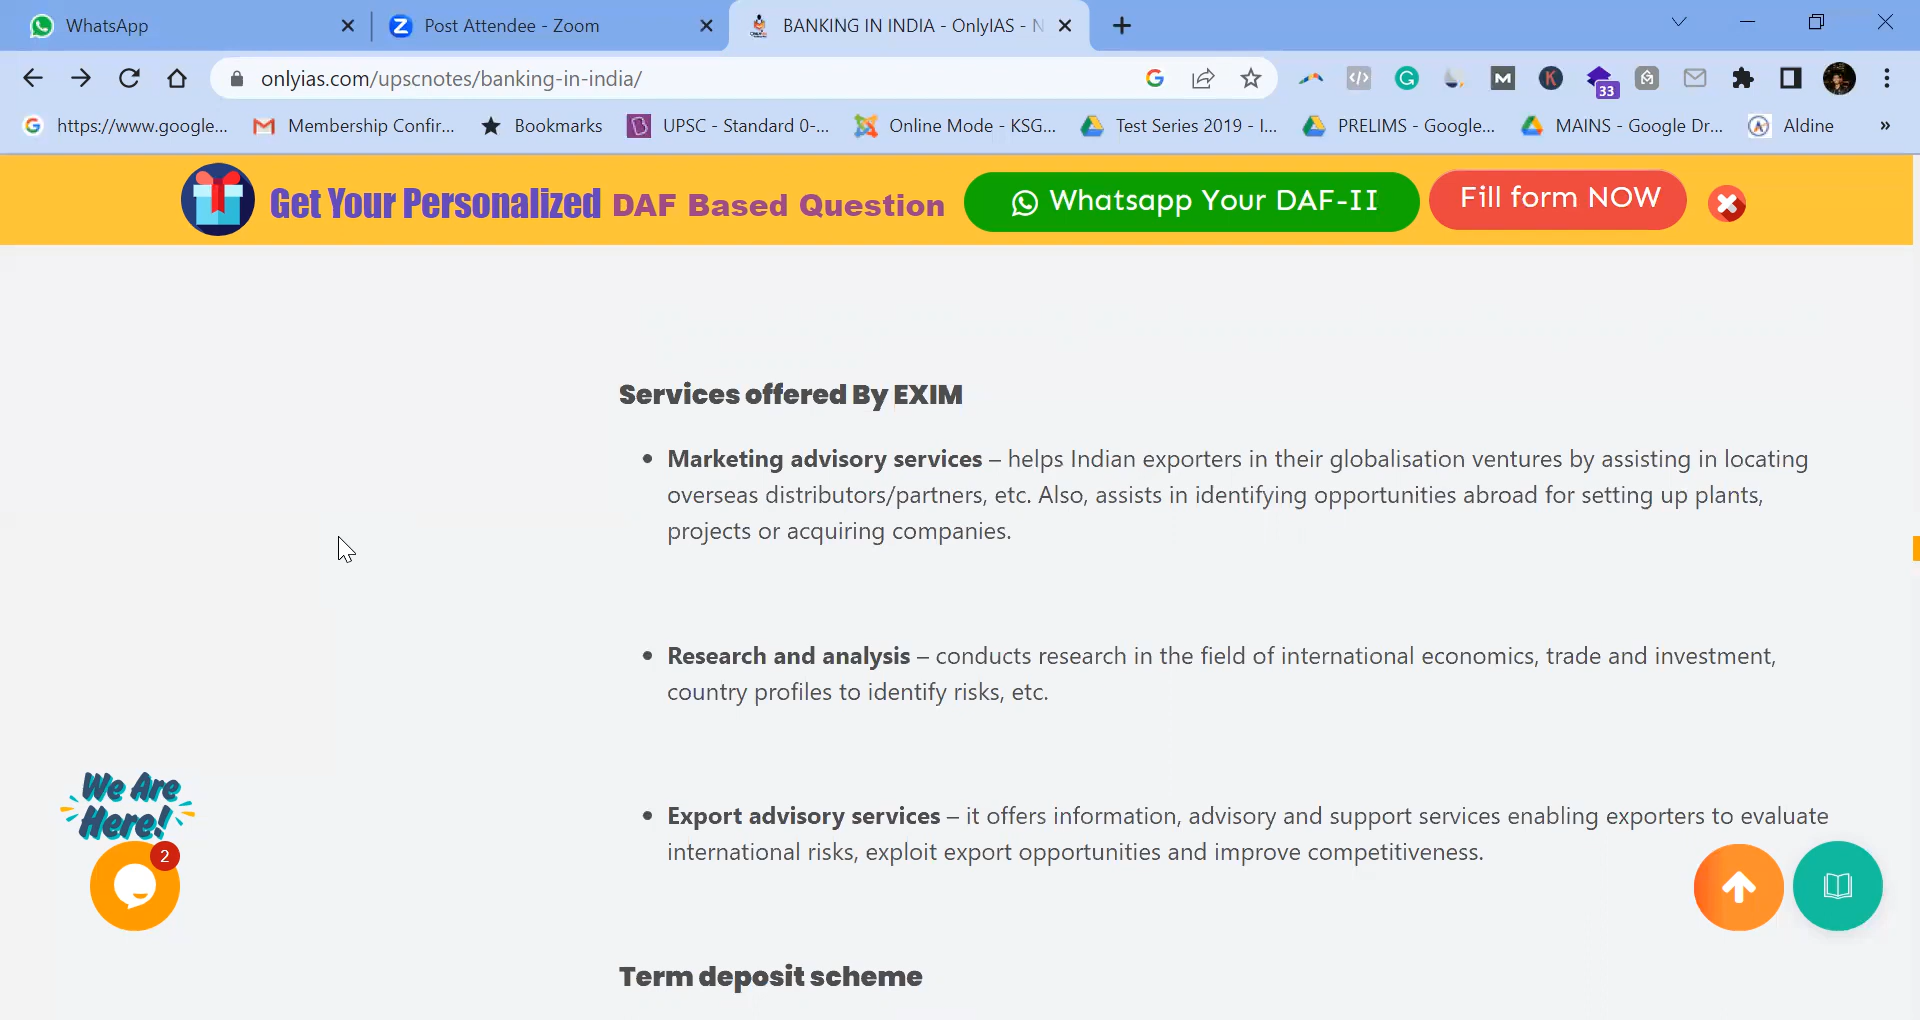 WhatsApp
Post Attendee - Zoom
BANKING IN INDIA - OnlyIAS - N
onlyias.com/upscnotes/banking-in-india/
33
https://www.google...
Membership Confir...
Bookmarks
UPSC - Standard 0-...
Online Mode - KSG...
Test Series 2019 - I...
PRELIMS - Google...
MAINS - Google Dr...
Aldine
»
Get Your Personalized DAF Based Question
Whatsapp Your DAF-II
Fill form NOW
Services offered By EXIM
• Marketing advisory services – helps Indian exporters in their globalisation ventures by assisting in locating
overseas distributors/partners, etc. Also, assists in identifying opportunities abroad for setting up plants,
projects or acquiring companies.
• Research and analysis – conducts research in the field of international economics, trade and investment,
country profiles to identify risks, etc.
• Export advisory services – it offers information, advisory and support services enabling exporters to evaluate
international risks, exploit export opportunities and improve competitiveness.
We Are
Here!
2
Term deposit scheme